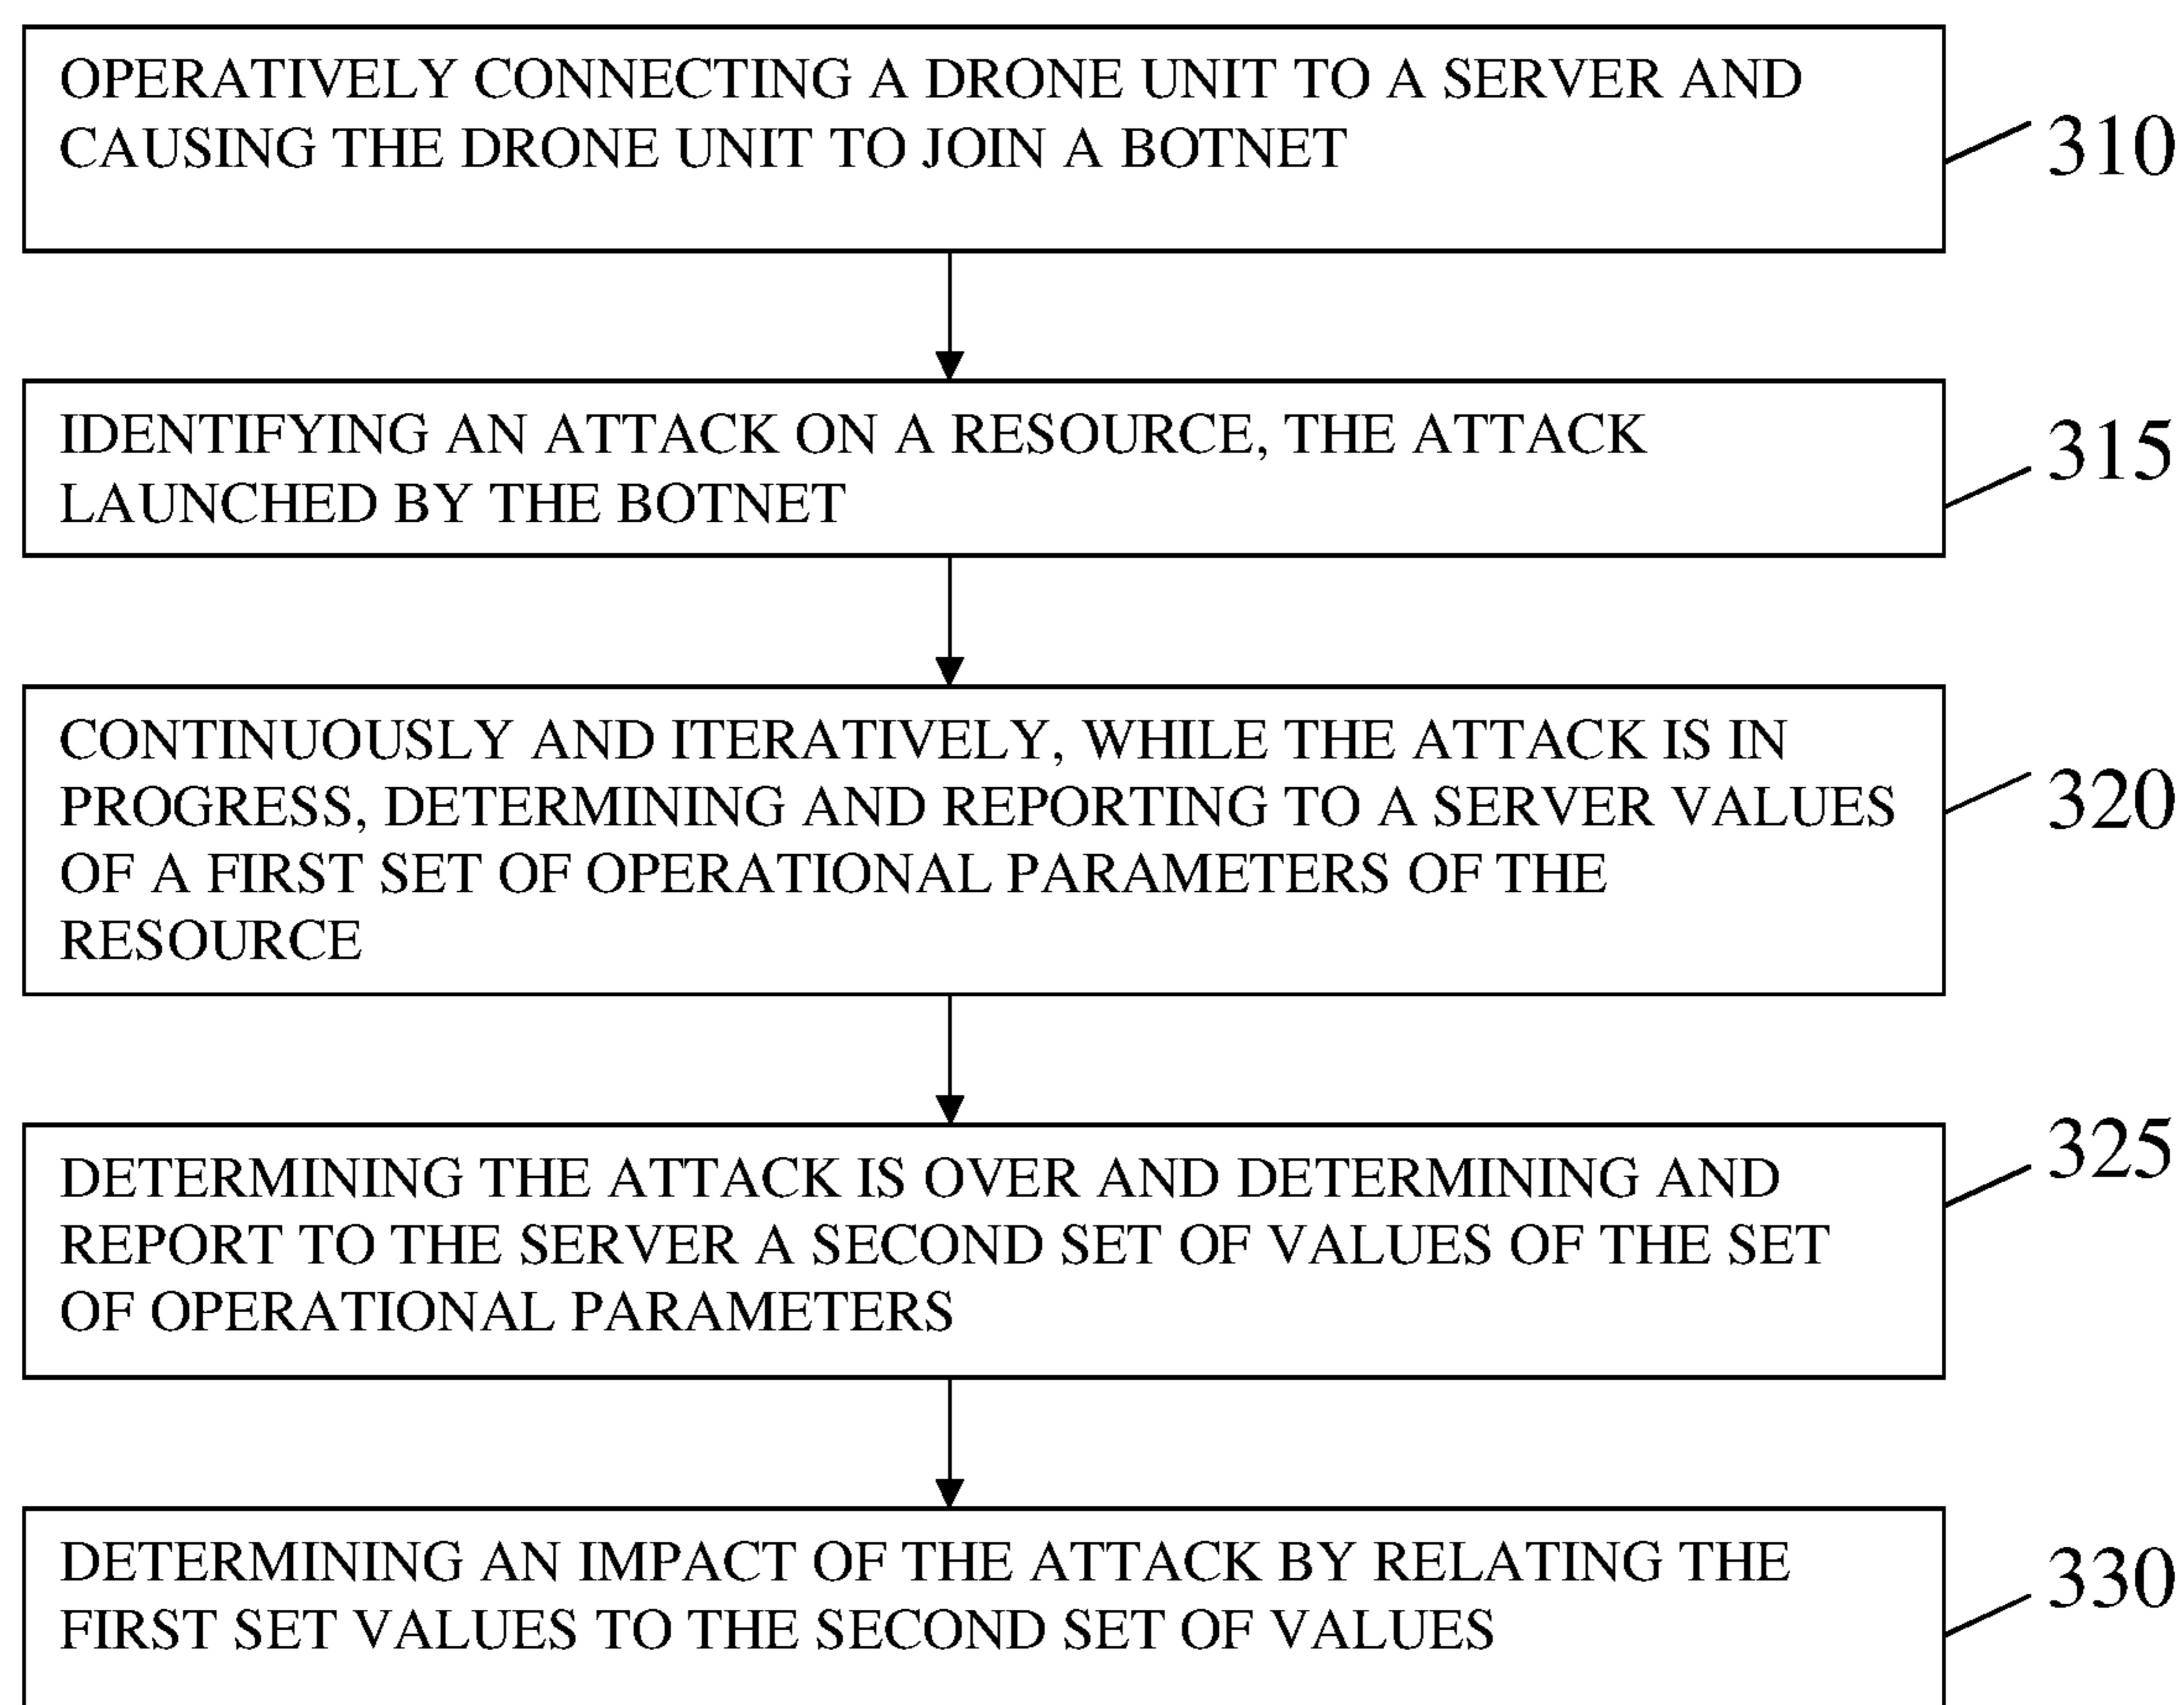 OPERATIVELY CONNECTING A DRONE UNIT TO A SERVER AND
CAUSING THE DRONE UNIT TO JOIN A BOTNET
310
IDENTIFYING AN ATTACK ON A RESOURCE, THE ATTACK
LAUNCHED BY THE BOTNET
315
CONTINUOUSLY AND ITERATIVELY, WHILE THE ATTACK IS IN
PROGRESS, DETERMINING AND REPORTING TO A SERVER VALUES
OF A FIRST SET OF OPERATIONAL PARAMETERS OF THE
RESOURCE
320
DETERMINING THE ATTACK IS OVER AND DETERMINING AND
REPORT TO THE SERVER A SECOND SET OF VALUES OF THE SET
OF OPERATIONAL PARAMETERS
325
DETERMINING AN IMPACT OF THE ATTACK BY RELATING THE
FIRST SET VALUES TO THE SECOND SET OF VALUES
330